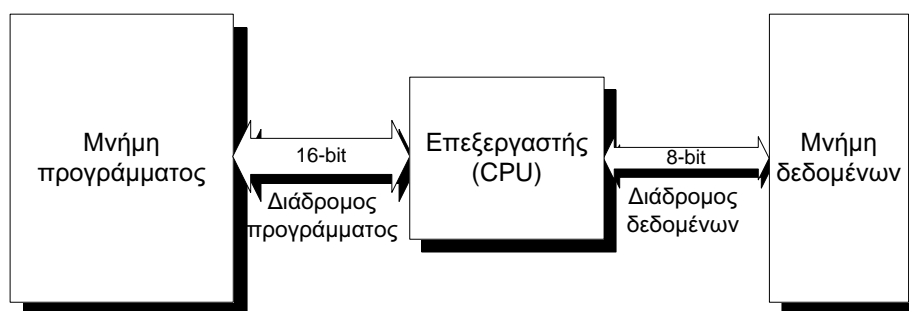 Μνήμη
προγράμματος
16-bit
Διάδρομος
προγράμματος
Επεξεργαστής
(CPU)
8-bit
Διάδρομος
δεδομένων
Μνήμη
δεδομένων